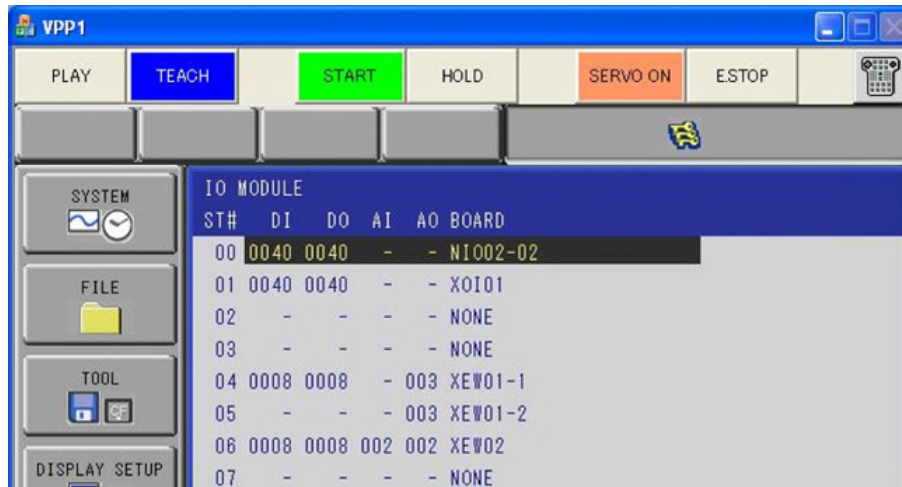 VPP1
PLAY TEACH START HOLD SERVO ON E.STOP
SYSTEM
FILE
TOOL
CF
DISPLAY SETUP
IO MODULE
ST# DI DO AI AO BOARD
00 0040 0040 - - NIO02-02
01 0040 0040 - - XOI01
02 - - - - NONE
03 - - - - NONE
04 0008 0008 - 003 XEW01-1
05 - - - 003 XEW01-2
06 0008 0008 002 002 XEW02
07 - - - - NONE